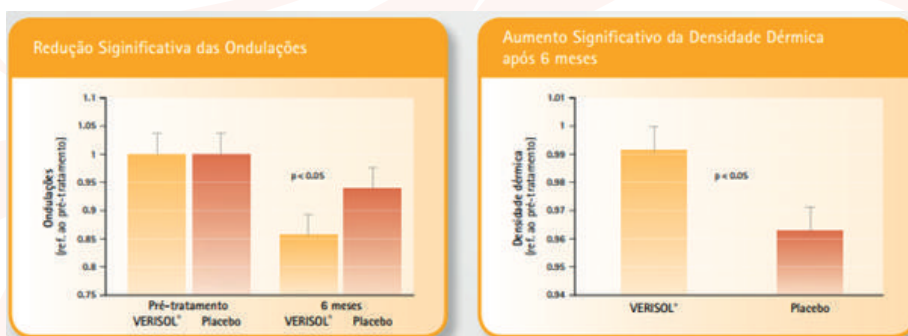 Redução Siginificativa das Ondulações
1.1
1.05
1
0.95
0.9
0.85
0.8
0.75
Ondulações
(ref. ao pré-tratamento)
p < 0.05
Pré-tratamento
6 meses
VERISOL®
Placebo
VERISOL®
Placebo
Aumento Significativo da Densidade Dérmica
após 6 meses
1.01
1
0.99
0.98
0.97
0.96
0.95
0.94
Densidade dérmica
(ref. ao pré-tratamento)
p < 0.05
VERISOL®
Placebo